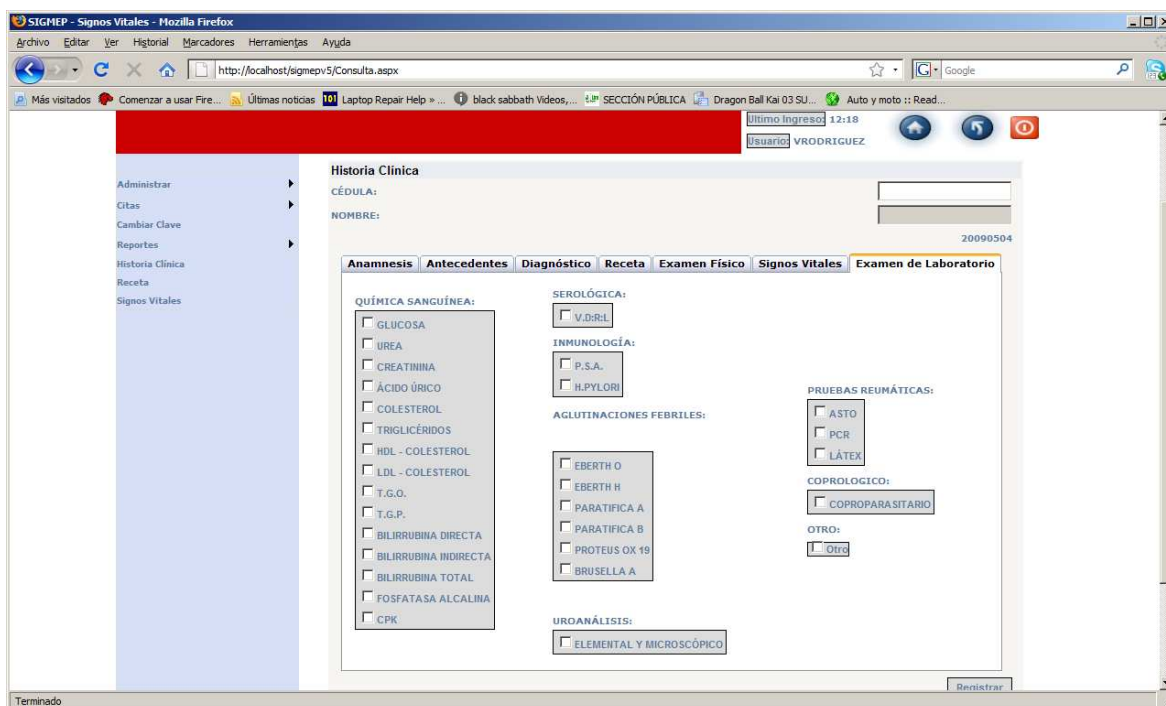 SIGMEP - Signos Vitales - Mozilla Firefox
Archivo Editar Ver Historial Marcadores Herramientas Ayuda
http://localhost/sigmepv5/Consulta.aspx
Google
Más visitados Comenzar a usar Fire... Últimas noticias 101 Laptop Repair Help » ... black sabbath Videos,... SECCIÓN PÚBLICA Dragon Ball Kai 03 SU... Auto y moto :: Read...
Ultimo Ingreso: 12:18
Usuario: VRODRIGUEZ
Administrar
Citas
Cambiar Clave
Reportes
Historia Clínica
Receta
Signos Vitales
Historia Clínica
CÉDULA:
NOMBRE:
20090504
Anamnesis Antecedentes Diagnóstico Receta Examen Físico Signos Vitales Examen de Laboratorio
QUÍMICA SANGUÍNEA:
GLUCOSA
UREA
CREATININA
ÁCIDO ÚRICO
COLESTEROL
TRIGLICÉRIDOS
HDL - COLESTEROL
LDL - COLESTEROL
T.G.O.
T.G.P.
BILIRRUBINA DIRECTA
BILIRRUBINA INDIRECTA
BILIRRUBINA TOTAL
FOSFATASA ALCALINA
CPK
SEROLÓGICA:
V.D:R:L
INMUNOLOGÍA:
P.S.A.
H.PYLORI
AGLUTINACIONES FEBRILES:
EBERTH O
EBERTH H
PARATIFICA A
PARATIFICA B
PROTEUS OX 19
BRUSELLA A
UROANÁLISIS:
ELEMENTAL Y MICROSCÓPICO
PRUEBAS REUMÁTICAS:
ASTO
PCR
LÁTEX
COPROLOGICO:
COPROPARASITARIO
OTRO:
Otro
Registrar
Terminado